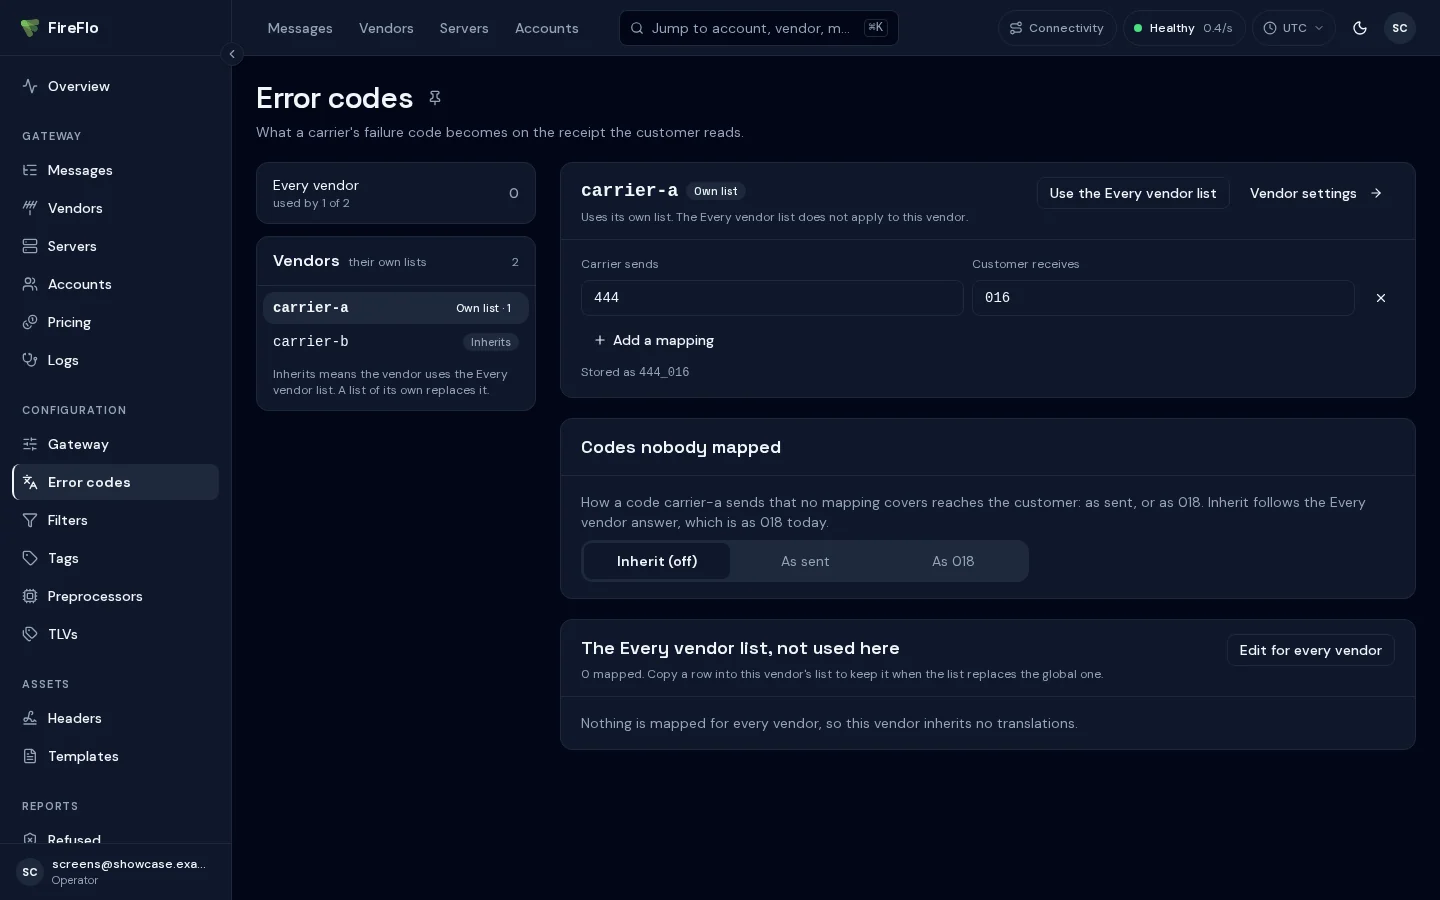 FireFlo
Messages
Vendors
Servers
Accounts
Jump to account, vendor, m...
⌘K
Connectivity
Healthy 0.4/s
UTC
SC
Overview
GATEWAY
Messages
Vendors
Servers
Accounts
Pricing
Logs
CONFIGURATION
Gateway
Error codes
Filters
Tags
Preprocessors
TLVs
ASSETS
Headers
Templates
REPORTS
Refused
SC
screens@showcase.exa...
Operator
Error codes
What a carrier's failure code becomes on the receipt the customer reads.
Every vendor
used by 1 of 2
0
Vendors their own lists 2
carrier-a Own list · 1
carrier-b Inherits
Inherits means the vendor uses the Every
vendor list. A list of its own replaces it.
carrier-a Own list
Uses its own list. The Every vendor list does not apply to this vendor.
Use the Every vendor list
Vendor settings
Carrier sends
Customer receives
444
016
Add a mapping
Stored as 444_016
Codes nobody mapped
How a code carrier-a sends that no mapping covers reaches the customer: as sent, or as 018. Inherit follows the Every
vendor answer, which is as 018 today.
Inherit (off)
As sent
As 018
The Every vendor list, not used here
0 mapped. Copy a row into this vendor's list to keep it when the list replaces the global one.
Edit for every vendor
Nothing is mapped for every vendor, so this vendor inherits no translations.